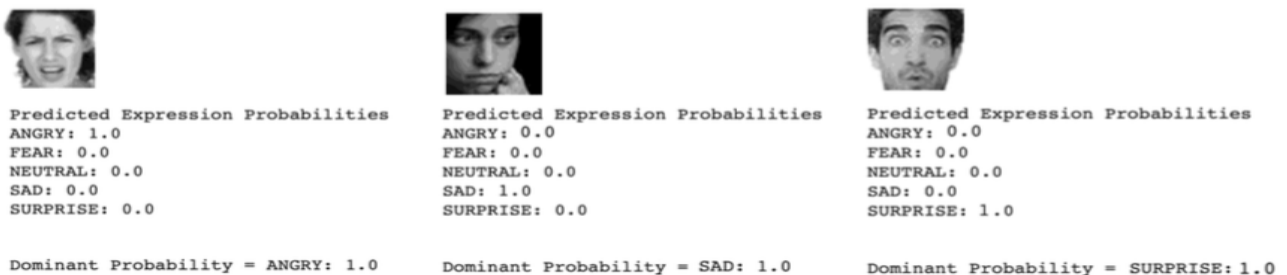 Predicted Expression Probabilities
ANGRY: 1.0
FEAR: 0.0
NEUTRAL: 0.0
SAD: 0.0
SURPRISE: 0.0
Dominant Probability = ANGRY: 1.0
Predicted Expression Probabilities
ANGRY: 0.0
FEAR: 0.0
NEUTRAL: 0.0
SAD: 1.0
SURPRISE: 0.0
Dominant Probability = SAD: 1.0
Predicted Expression Probabilities
ANGRY: 0.0
FEAR: 0.0
NEUTRAL: 0.0
SAD: 0.0
SURPRISE: 1.0
Dominant Probability = SURPRISE: 1.0